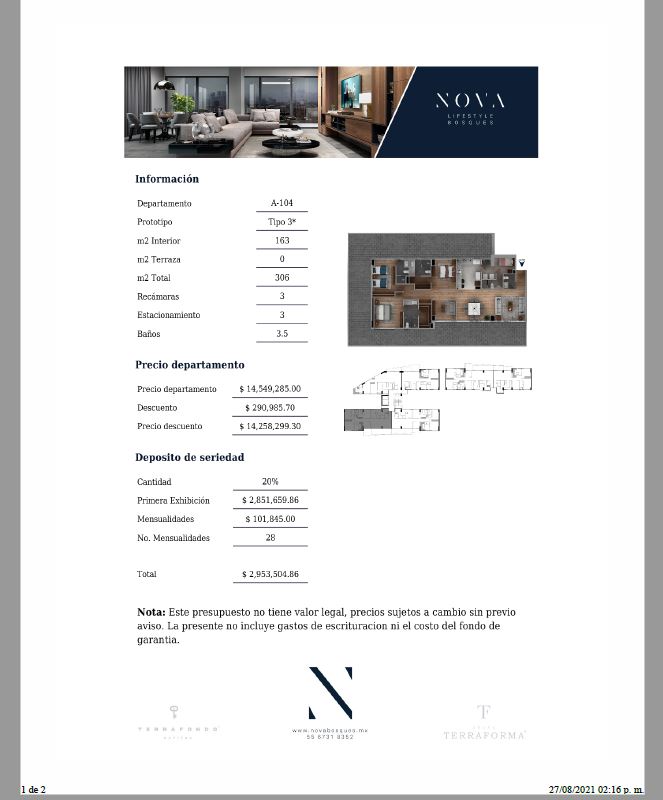 NOVA
LIFESTYLE
BOSQUES
Información
Departamento A-104
Prototipo Tipo 3*
m2 Interior 163
m2 Terraza 0
m2 Total 306
Recámaras 3
Estacionamiento 3
Baños 3.5
Precio departamento
Precio departamento $ 14,549,285.00
Descuento $ 290,985.70
Precio descuento $ 14,258,299.30
Deposito de seriedad
Cantidad 20%
Primera Exhibición $ 2,851,659.86
Mensualidades $ 101,845.00
No. Mensualidades 28
Total $ 2,953,504.86
Nota: Este presupuesto no tiene valor legal, precios sujetos a cambio sin previo
aviso. La presente no incluye gastos de escrituracion ni el costo del fondo de
garantia.
N
www.novabosques.mx
55 6731 8352
TERRAFONDO
T
TERRAFORMA
1 de 2
27/08/2021 02:16 p. m.